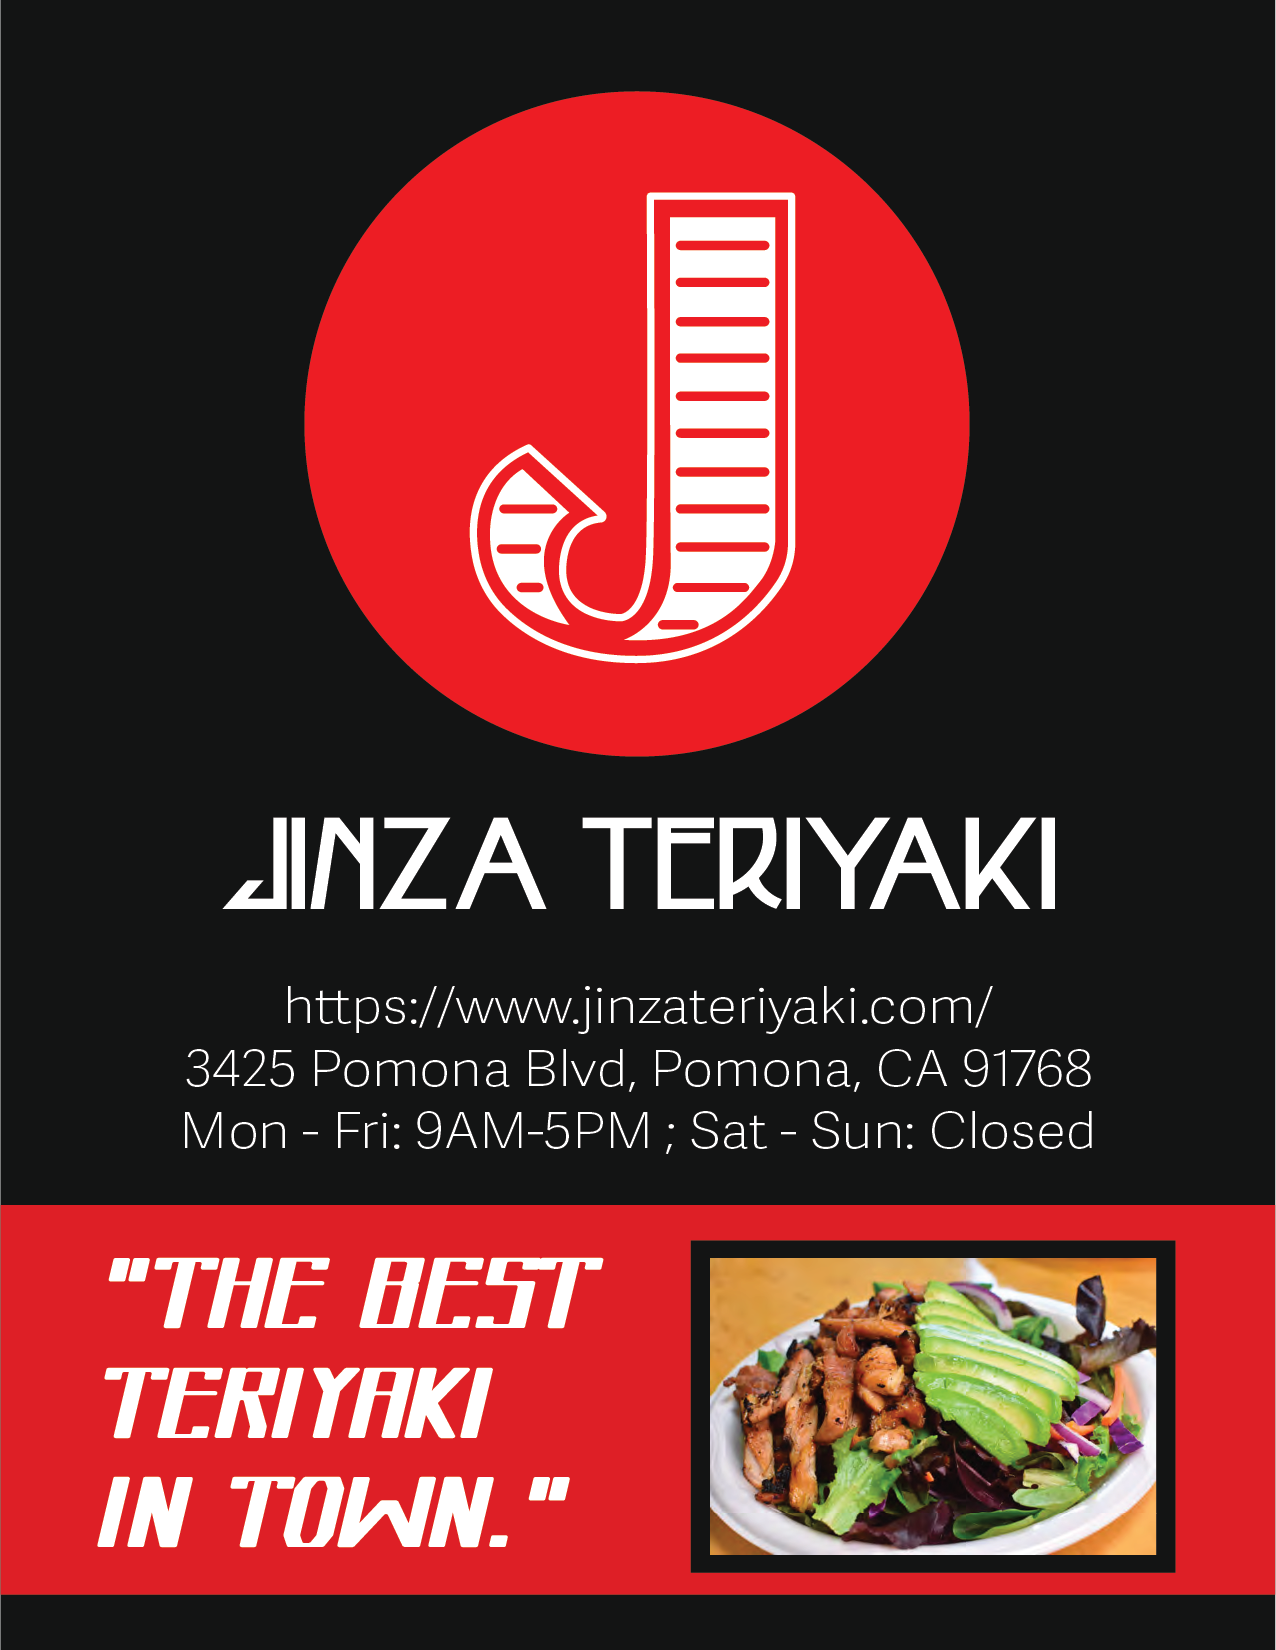 J
JINZA TERIYAKI
https://www.jinzateriyaki.com/
3425 Pomona Blvd, Pomona, CA 91768
Mon - Fri: 9AM-5PM ; Sat - Sun: Closed
"THE BEST
TERIYAKI
IN TOWN."